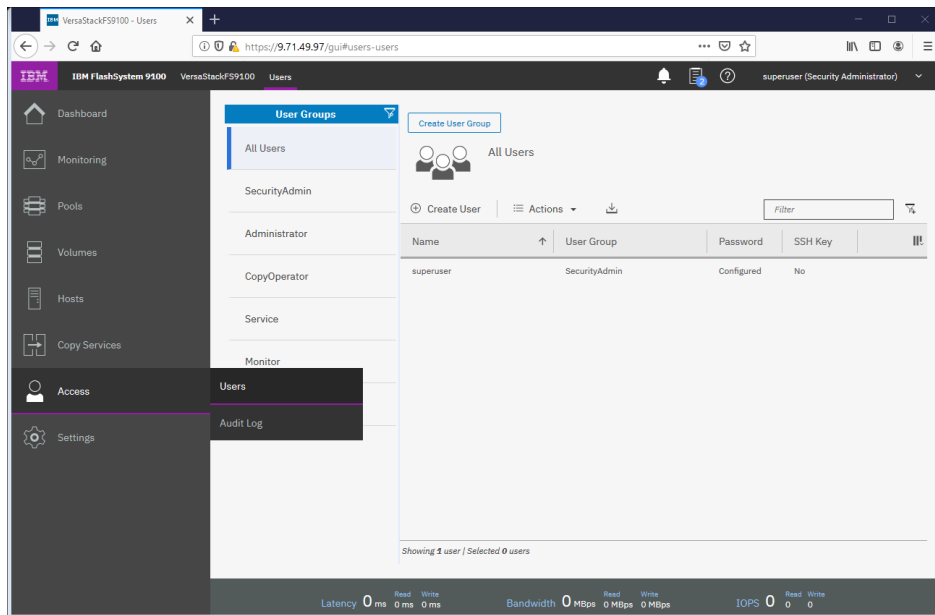 VersaStackFS9100 - Users
https://9.71.49.97/gui#users-users
IBM
IBM FlashSystem 9100
VersaStackFS9100
Users
2
superuser (Security Administrator)
Dashboard
Monitoring
Pools
Volumes
Hosts
Copy Services
Access
Settings
Users
Audit Log
User Groups
All Users
SecurityAdmin
Administrator
CopyOperator
Service
Monitor
Create User Group
All Users
Create User
Actions
Filter
Name
User Group
Password
SSH Key
superuser
SecurityAdmin
Configured
No
Showing 1 user | Selected 0 users
Latency 0 ms
Read Write
0 ms 0 ms
Bandwidth 0 MBps
Read Write
0 MBps 0 MBps
IOPS 0
Read Write
0 0